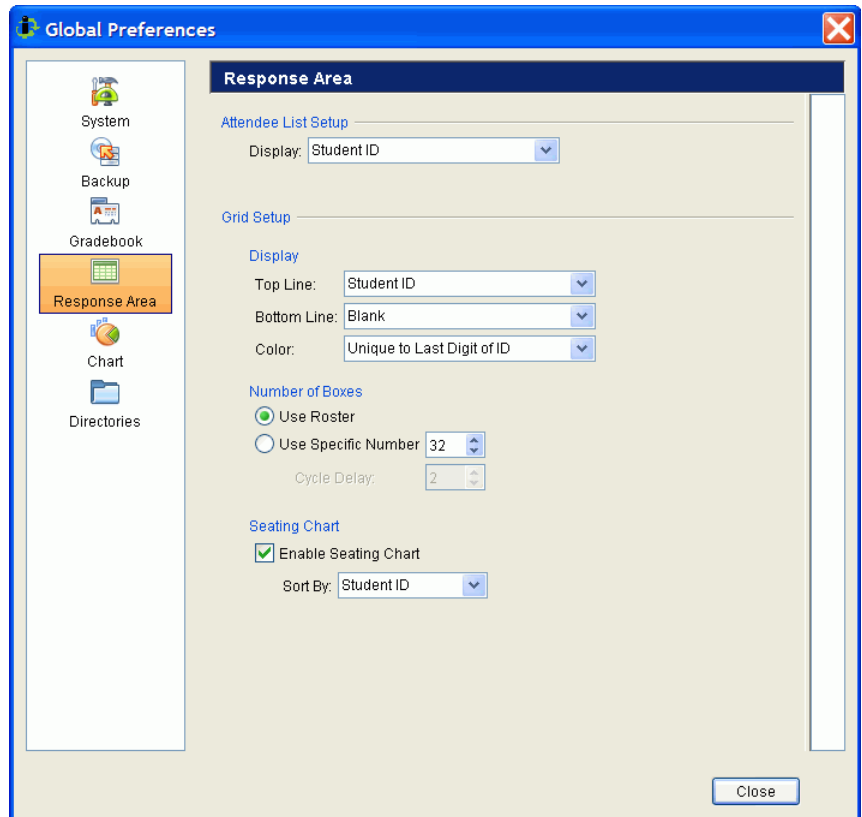 Global Preferences
System
Backup
Gradebook
Response Area
Chart
Directories
Response Area
Attendee List Setup
Display: Student ID
Grid Setup
Display
Top Line: Student ID
Bottom Line: Blank
Color: Unique to Last Digit of ID
Number of Boxes
Use Roster
Use Specific Number 32
Cycle Delay: 2
Seating Chart
Enable Seating Chart
Sort By: Student ID
Close